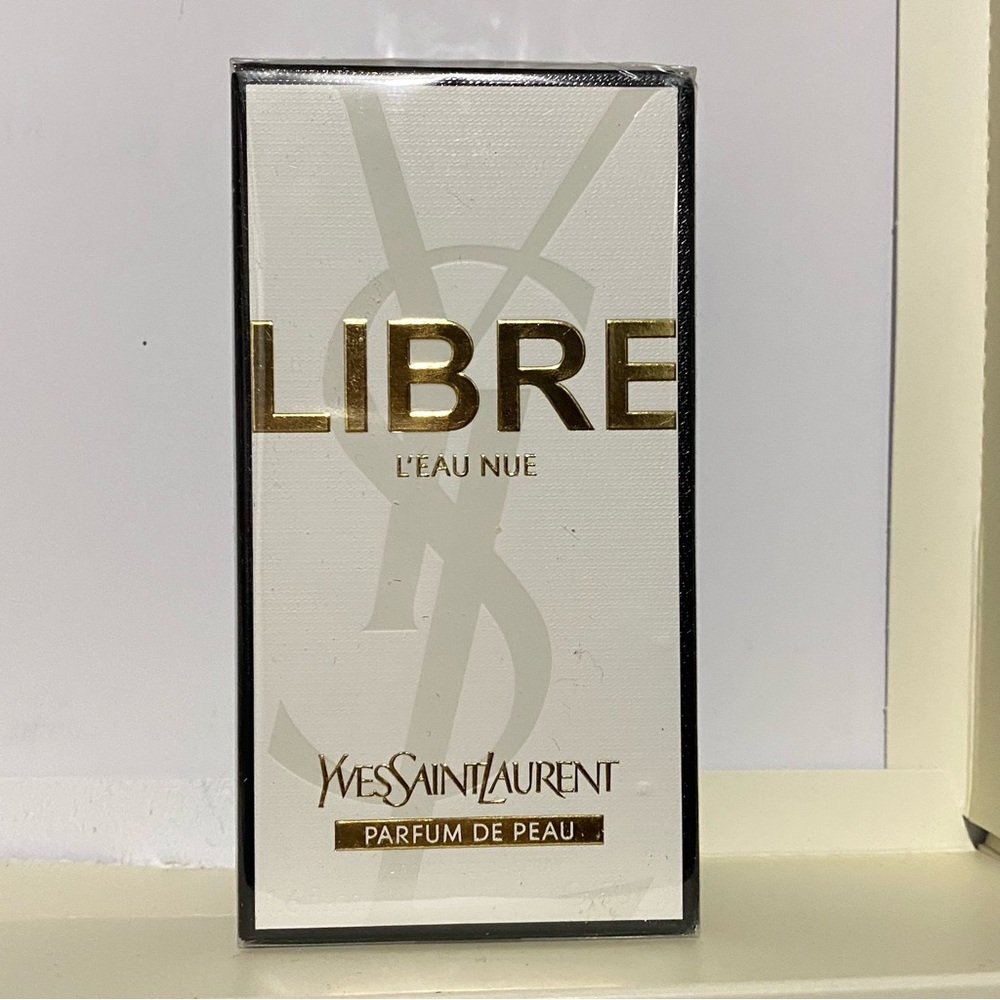 LIBRE
L'EAU NUE
YVESSAINTLAURENT
PARFUM DE PEAU